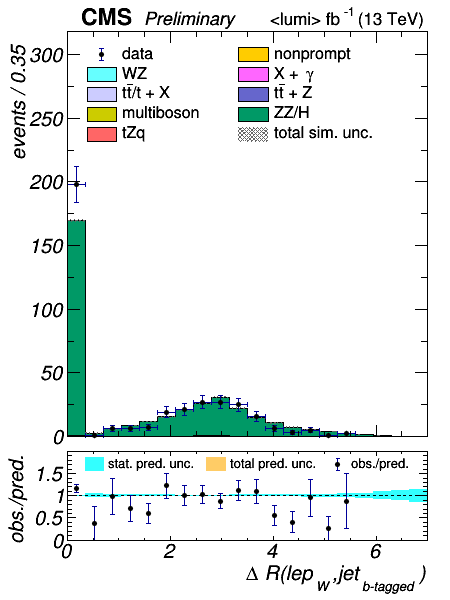 CMS Preliminary <lumi> fb⁻¹ (13 TeV)
events / 0.35
300
250
200
150
100
50
0
data
WZ
tt̄/t + X
multiboson
tZq
nonprompt
X + γ
tt̄ + Z
ZZ/H
total sim. unc.
obs./pred.
1.5
1
0.5
0
stat. pred. unc. total pred. unc. obs./pred.
0 2 4 6
Δ R(lep_W, jet_b-tagged)